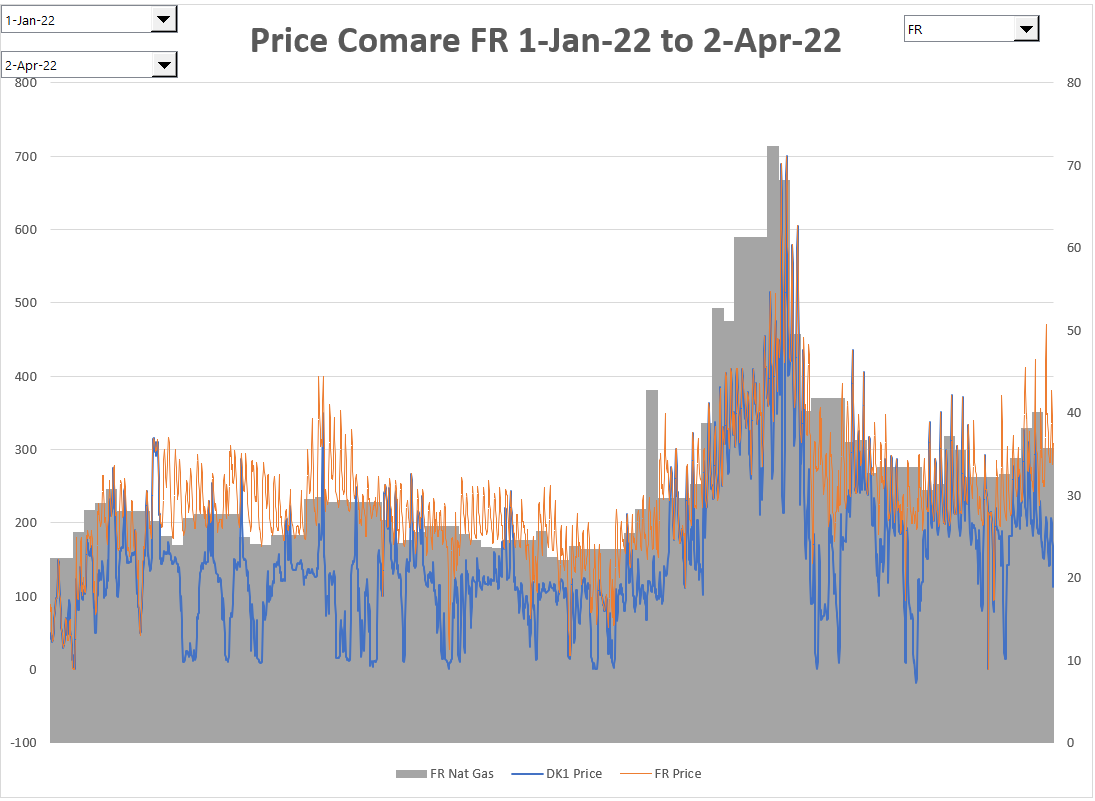 1-Jan-22
Price Comare FR 1-Jan-22 to 2-Apr-22
FR
2-Apr-22
800
700
600
500
400
300
200
100
0
-100
80
70
60
50
40
30
20
10
0
FR Nat Gas
DK1 Price
FR Price